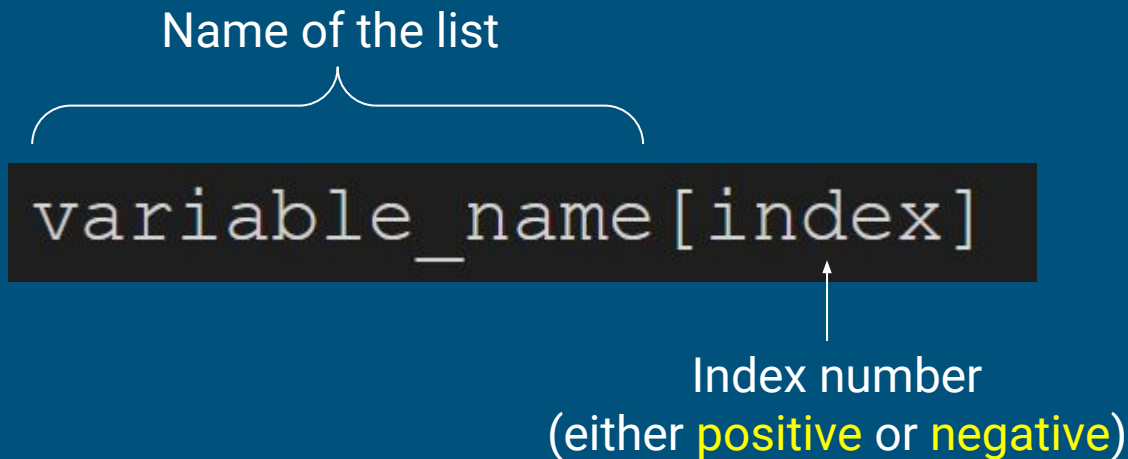 Name of the list
variable_name[index]
Index number
(either positive or negative)